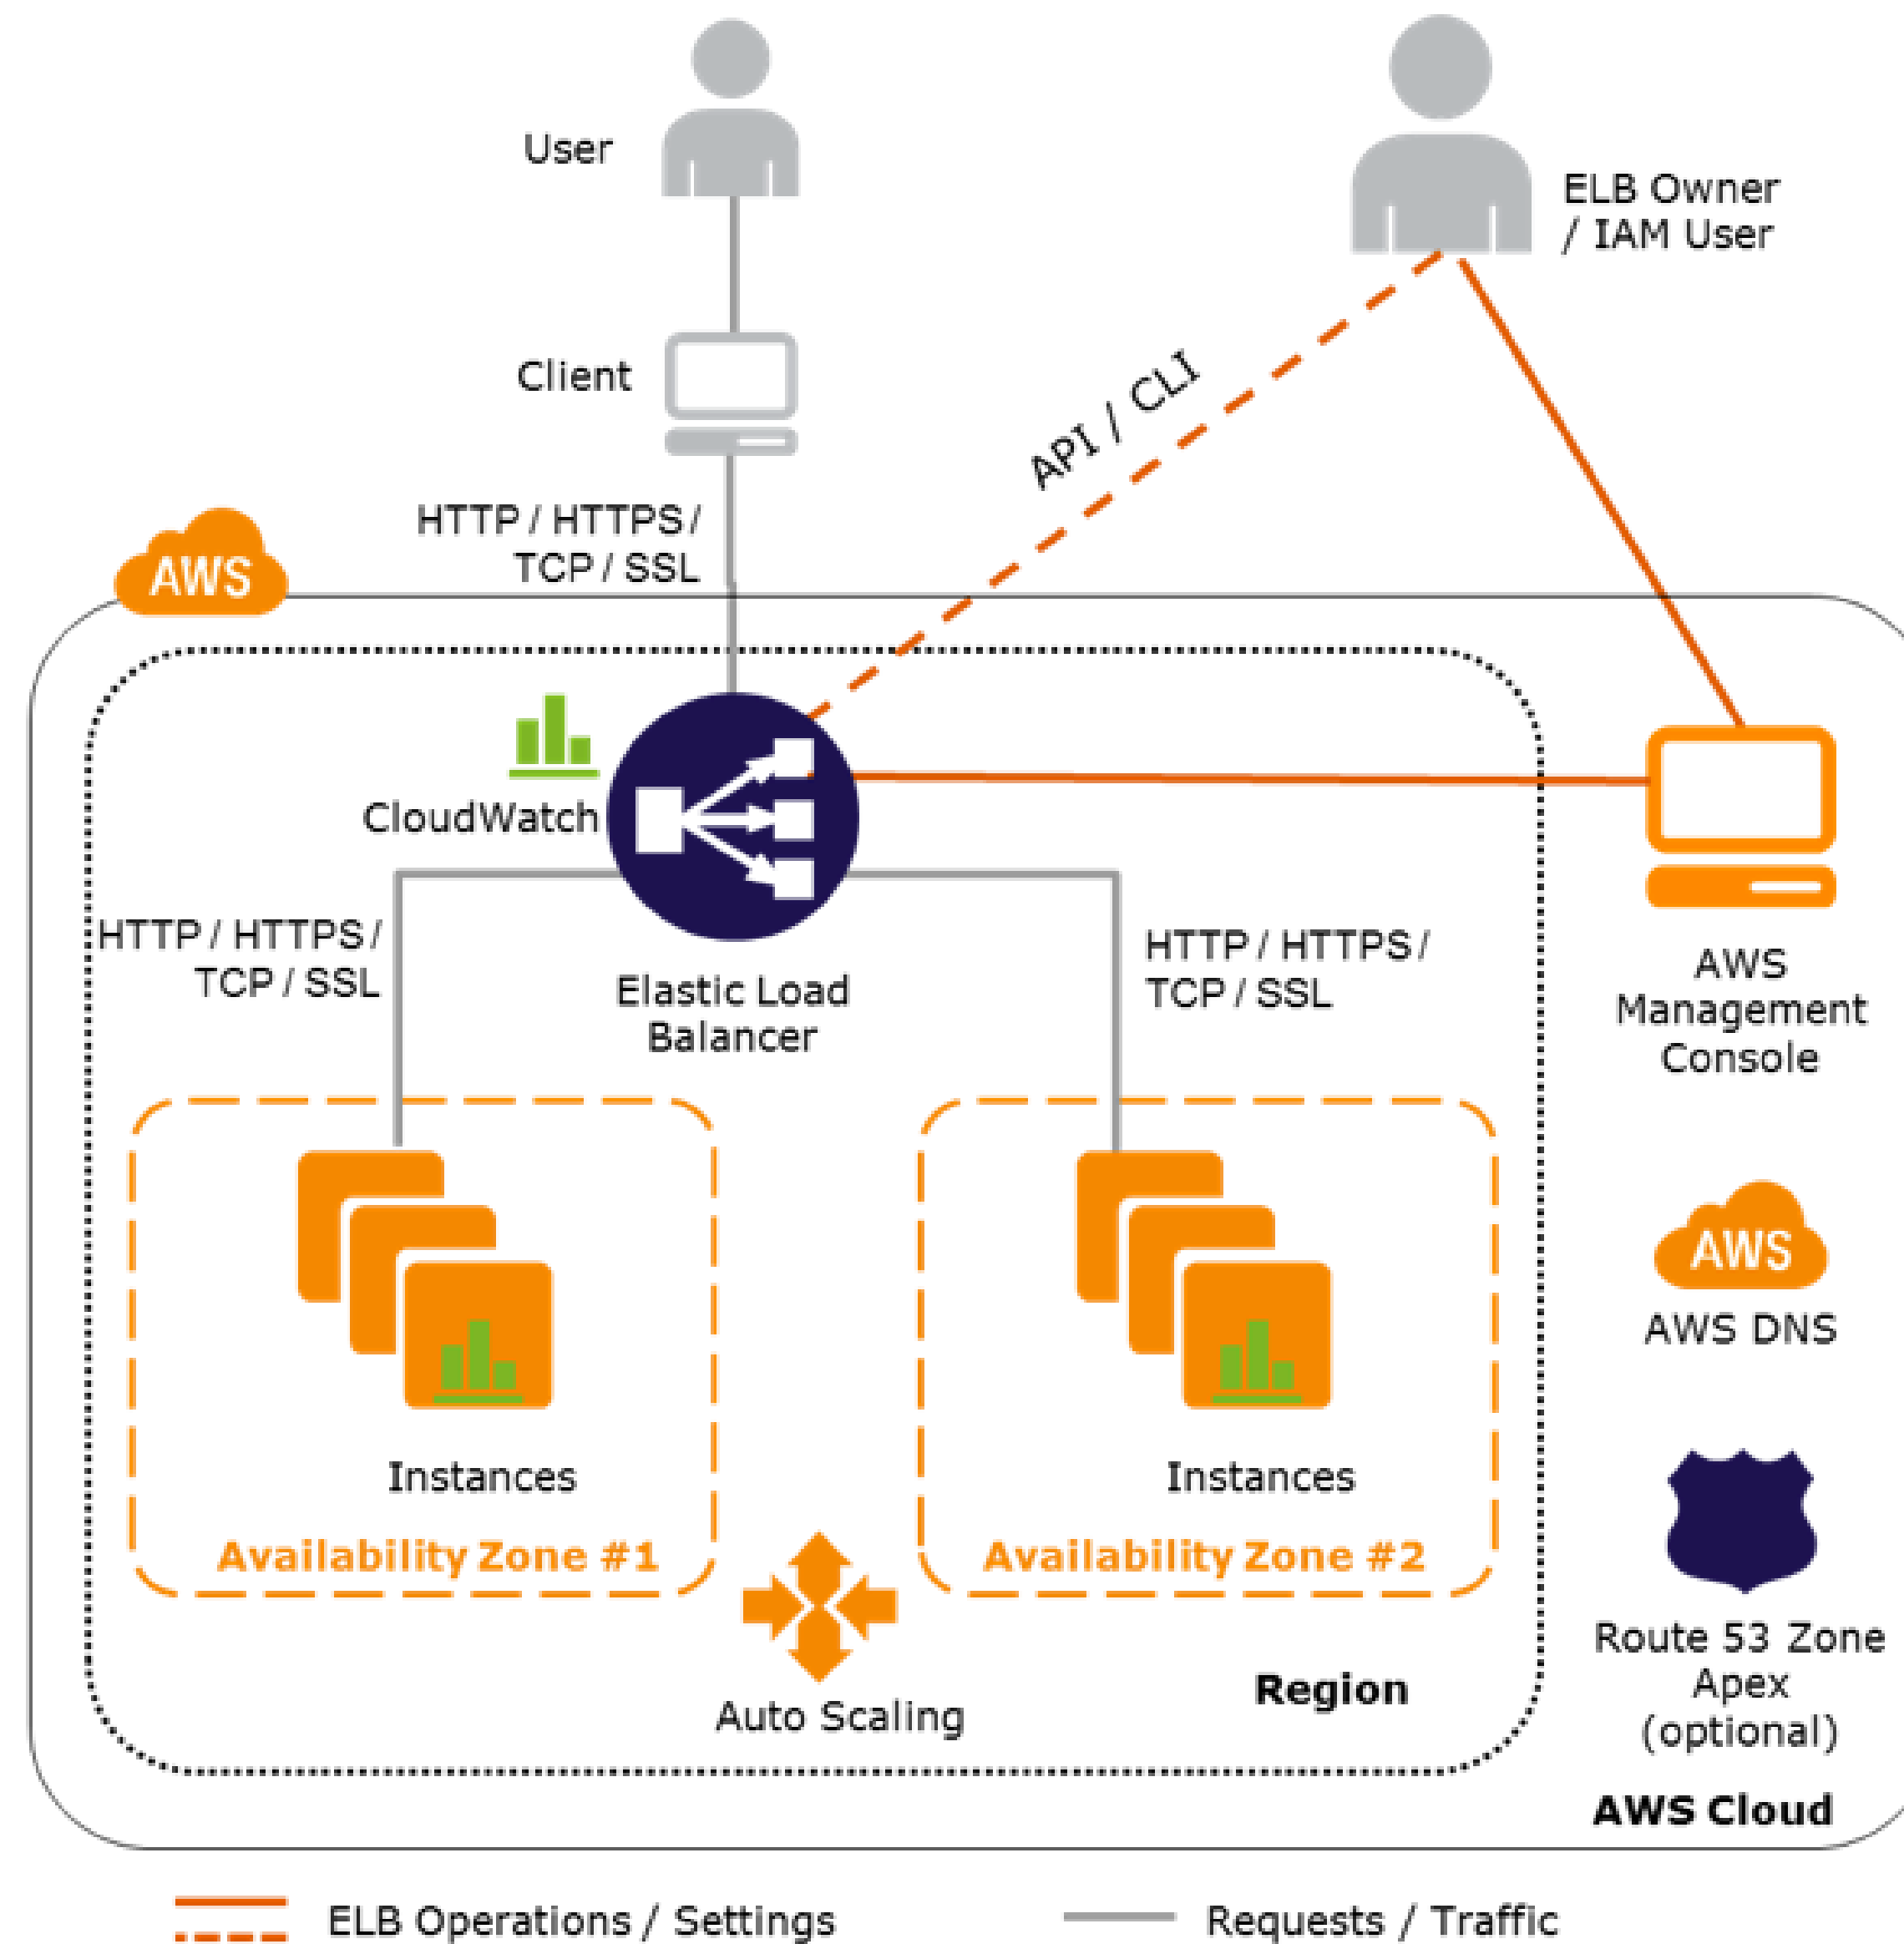 User
ELB Owner
/ IAM User
Client
API / CLI
HTTP / HTTPS /
TCP / SSL
AWS
CloudWatch
HTTP / HTTPS /
TCP / SSL
Elastic Load
Balancer
HTTP / HTTPS /
TCP / SSL
AWS
Management
Console
AWS
AWS DNS
Instances
Availability Zone #1
Instances
Availability Zone #2
Auto Scaling
Region
Route 53 Zone
Apex
(optional)
AWS Cloud
ELB Operations / Settings
Requests / Traffic